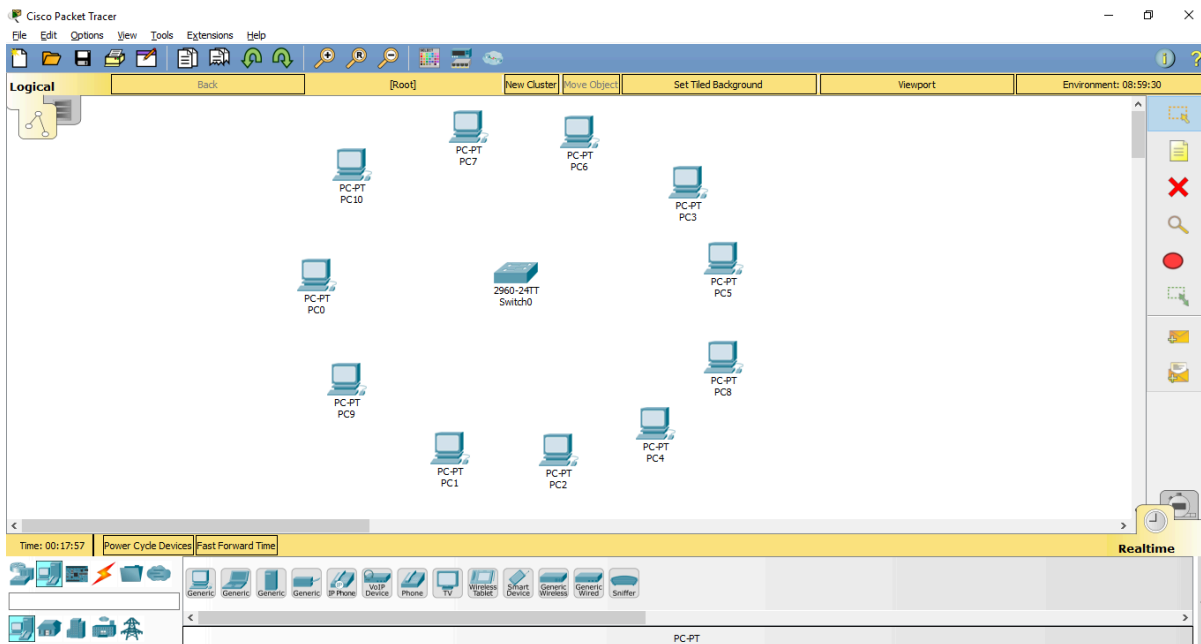 Cisco Packet Tracer
File Edit Options View Tools Extensions Help
Logical Back [Root] New Cluster Move Object Set Tiled Background Viewport Environment: 08:59:30
PC-PT
PC7
PC-PT
PC6
PC-PT
PC10
PC-PT
PC3
PC-PT
PC5
2960-24TT
Switch0
PC-PT
PC0
PC-PT
PC8
PC-PT
PC9
PC-PT
PC4
PC-PT
PC1
PC-PT
PC2
Time: 00:17:57 Power Cycle Devices Fast Forward Time Realtime
Generic Generic Generic Generic IP Phone VoIP Device Phone TV Wireless Tablet Smart Device Generic Wireless Generic Wired Sniffer
PC-PT